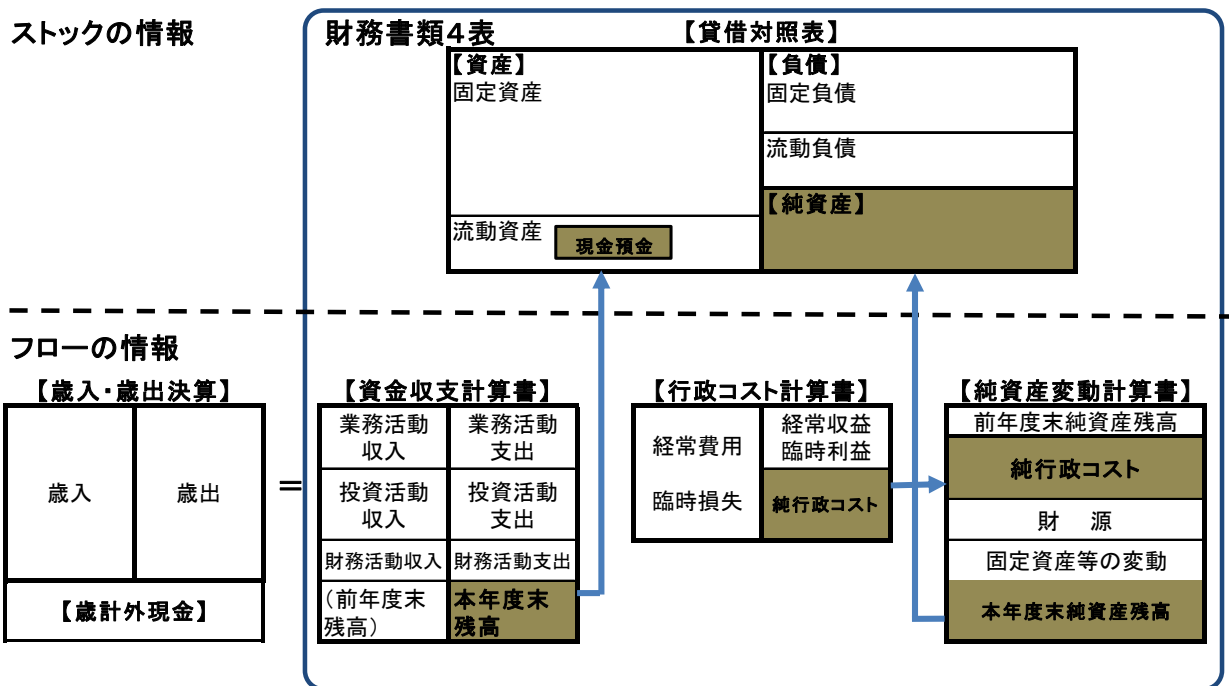 ストックの情報
財務書類4表
【貸借対照表】
【資産】
固定資産
流動資産
現金預金
【負債】
固定負債
流動負債
【純資産】
フローの情報
【歳入・歳出決算】
歳入
歳出
【歳計外現金】
＝
【資金収支計算書】
業務活動
収入
業務活動
支出
投資活動
収入
投資活動
支出
財務活動収入
財務活動支出
(前年度末
残高)
本年度末
残高
【行政コスト計算書】
経常費用
臨時損失
経常収益
臨時利益
純行政コスト
【純資産変動計算書】
前年度末純資産残高
純行政コスト
財　源
固定資産等の変動
本年度末純資産残高